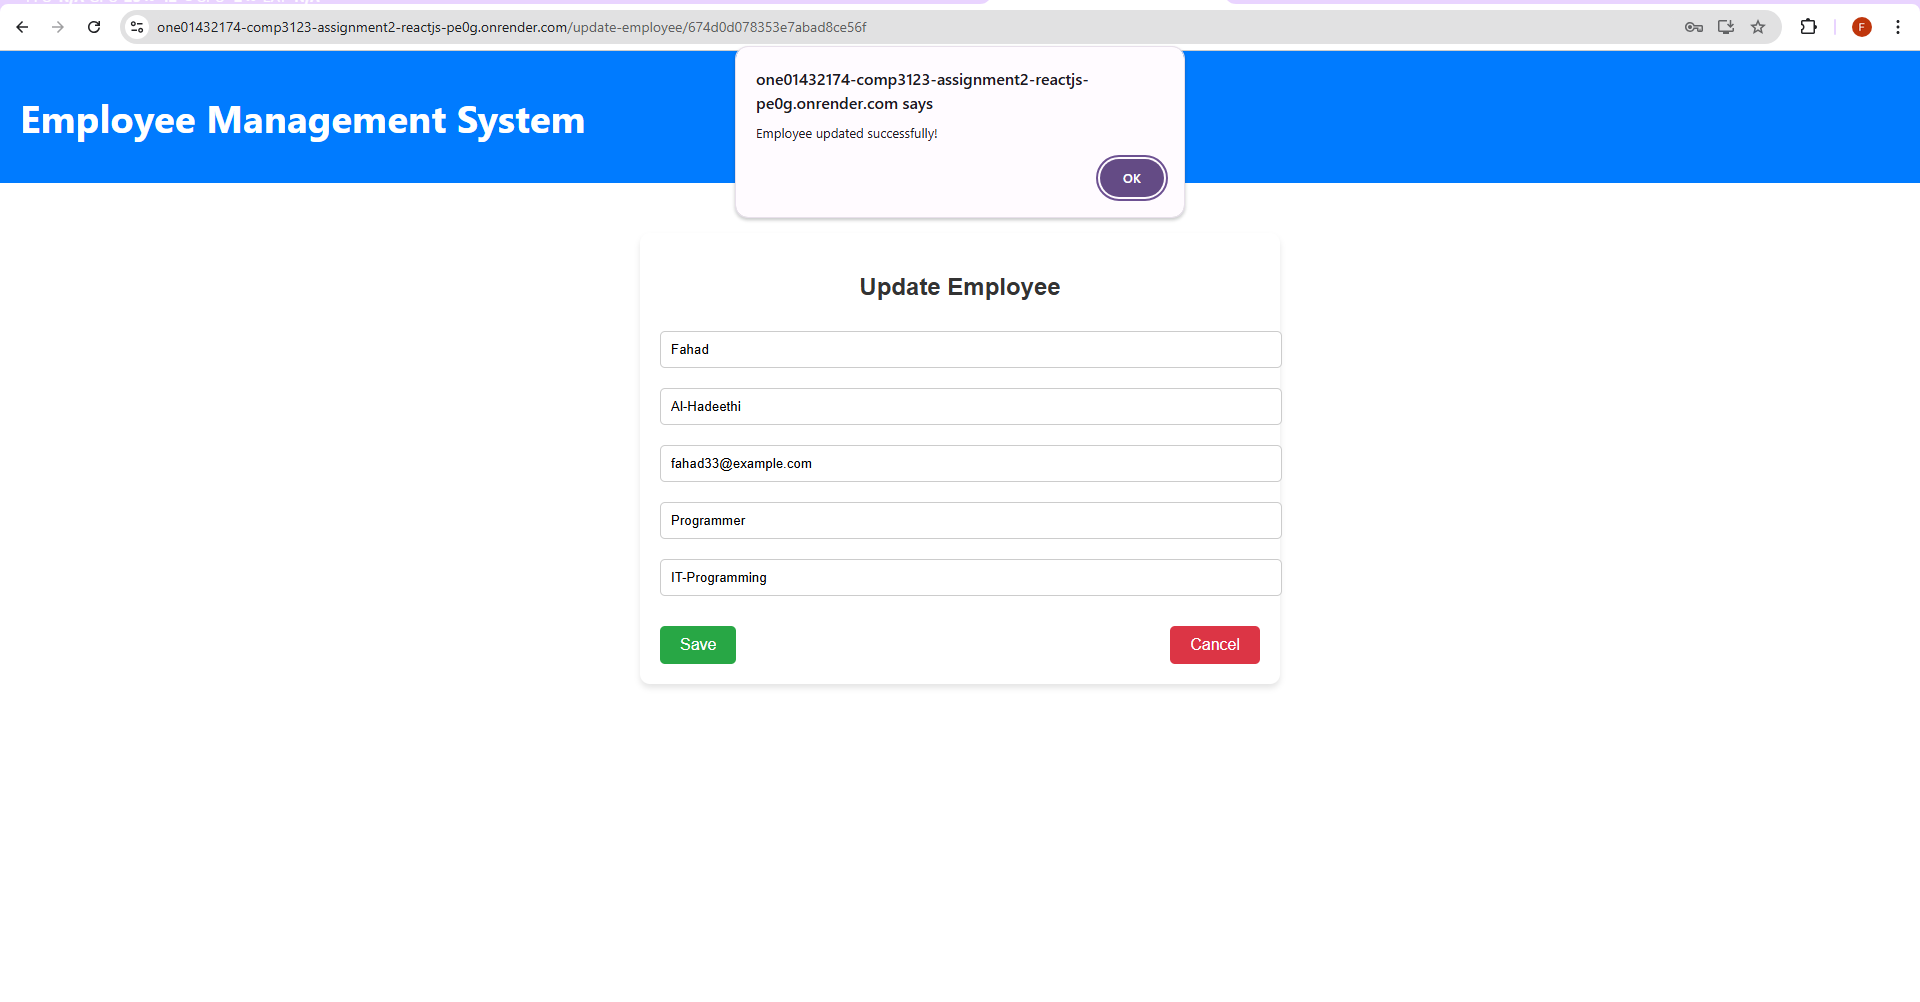 one01432174-comp3123-assignment2-reactjs-pe0g.onrender.com/update-employee/674d0d078353e7abad8ce56f
F
one01432174-comp3123-assignment2-reactjs-
pe0g.onrender.com says
Employee updated successfully!
OK
Employee Management System
Update Employee
Fahad
Al-Hadeethi
fahad33@example.com
Programmer
IT-Programming
Save
Cancel